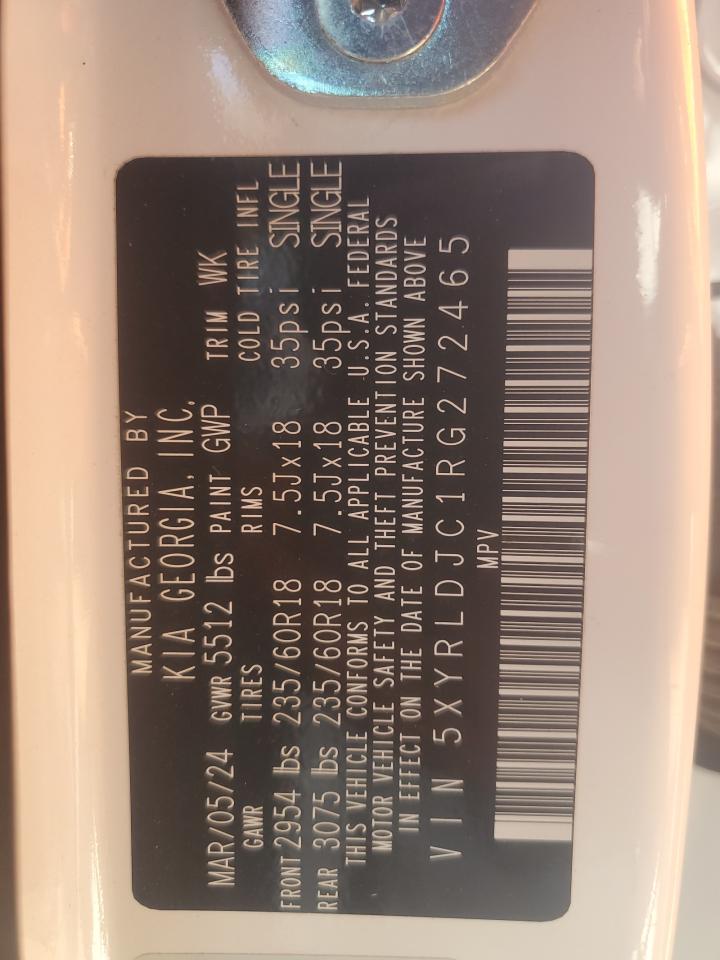 MANUFACTURED BY
KIA GEORGIA, INC.
MAR/05/24 GVWR 5512 lbs PAINT GWP TRIM WK
GAWR TIRES RIMS COLD TIRE INFL
FRONT 2954 lbs 235/60R18 7.5Jx18 35psi SINGLE
REAR 3075 lbs 235/60R18 7.5Jx18 35psi SINGLE
THIS VEHICLE CONFORMS TO ALL APPLICABLE U.S.A. FEDERAL
MOTOR VEHICLE SAFETY AND THEFT PREVENTION STANDARDS
IN EFFECT ON THE DATE OF MANUFACTURE SHOWN ABOVE
VIN 5XYRLDJC1RG272465
MPV